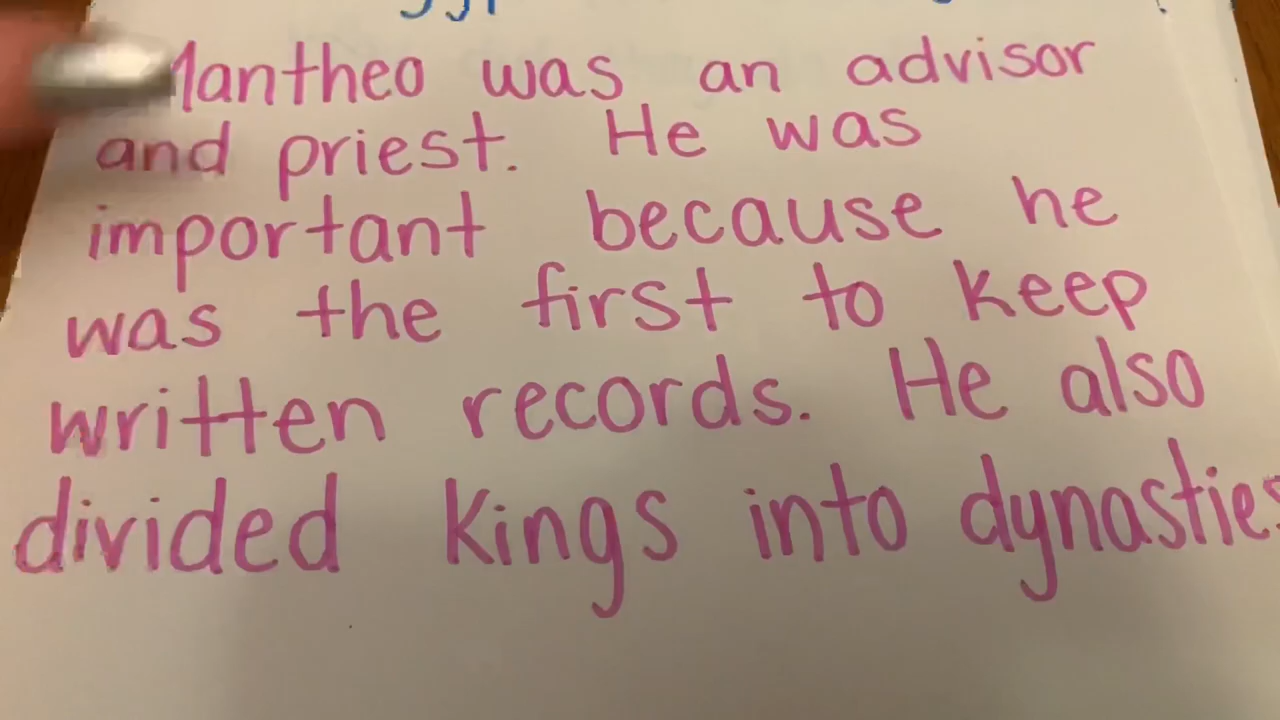 Mantheo was an advisor
and priest. He was
important because he
was the first to keep
written records. He also
divided kings into dynasties